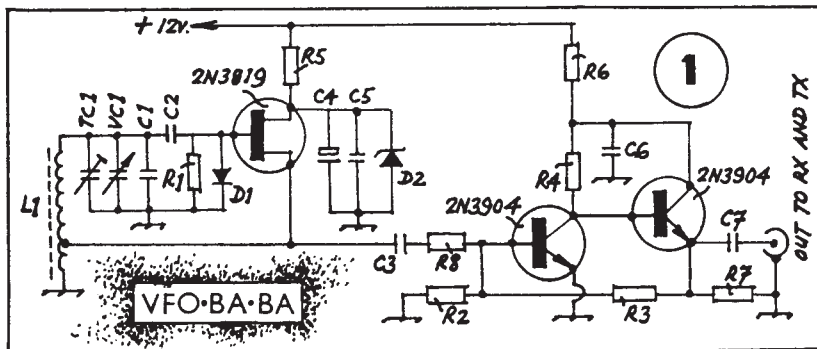 + 12v.
R5
R6
1
2N3819
TC1
VC1
C1
C2
C4
C5
R4
C6
2N3904
L1
R1
D1
D2
2N3904
C7
OUT TO RX AND TX
C3
R8
VFO·BA·BA
R2
R3
R7